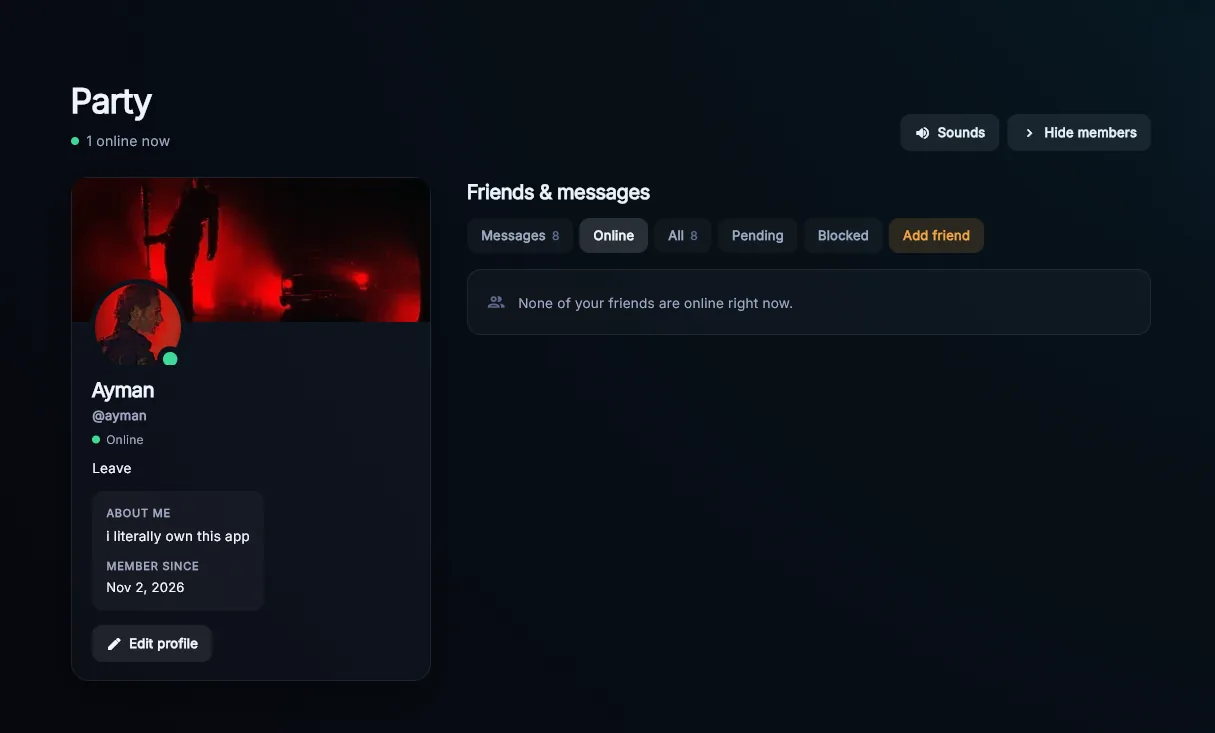 Party
1 online now
Sounds
Hide members
Friends & messages
Messages 8
Online
All 8
Pending
Blocked
Add friend
None of your friends are online right now.
Ayman
@ayman
Online
Leave
ABOUT ME
i literally own this app
MEMBER SINCE
Nov 2, 2026
Edit profile